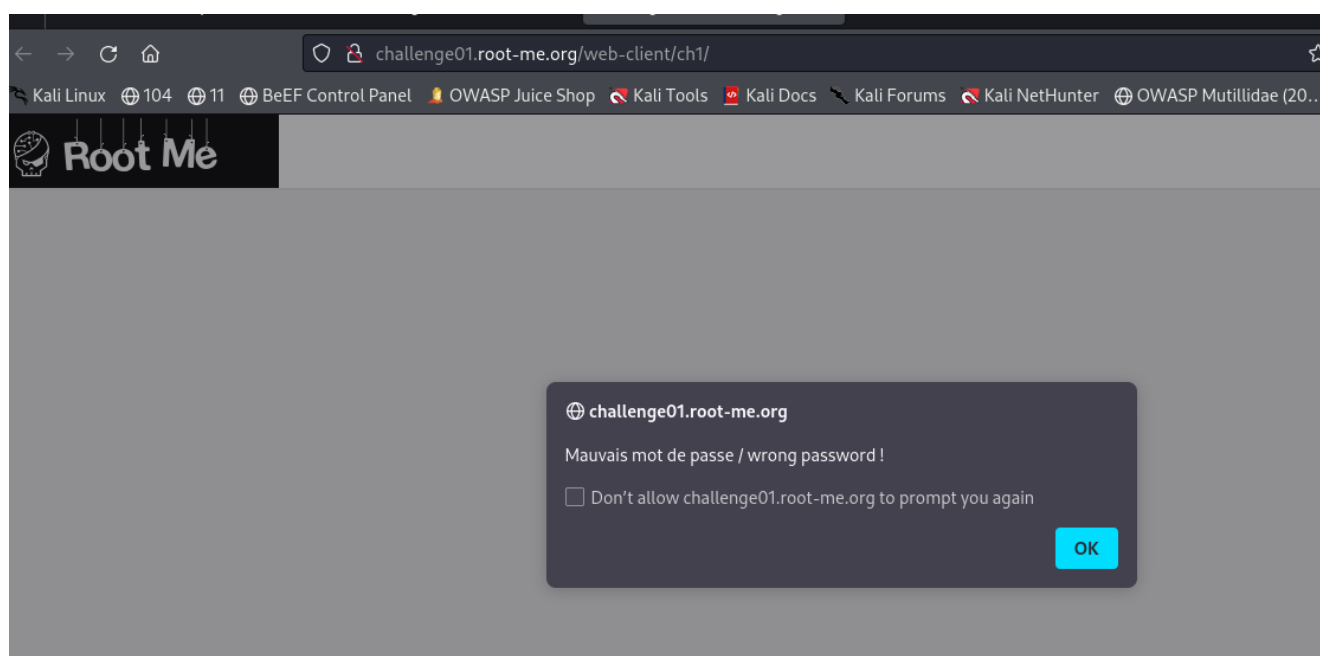 challenge01.root-me.org/web-client/ch1/
Kali Linux 104 11 BeEF Control Panel OWASP Juice Shop Kali Tools Kali Docs Kali Forums Kali NetHunter OWASP Mutillidae (20...
Root Me
challenge01.root-me.org
Mauvais mot de passe / wrong password !
Don't allow challenge01.root-me.org to prompt you again
OK